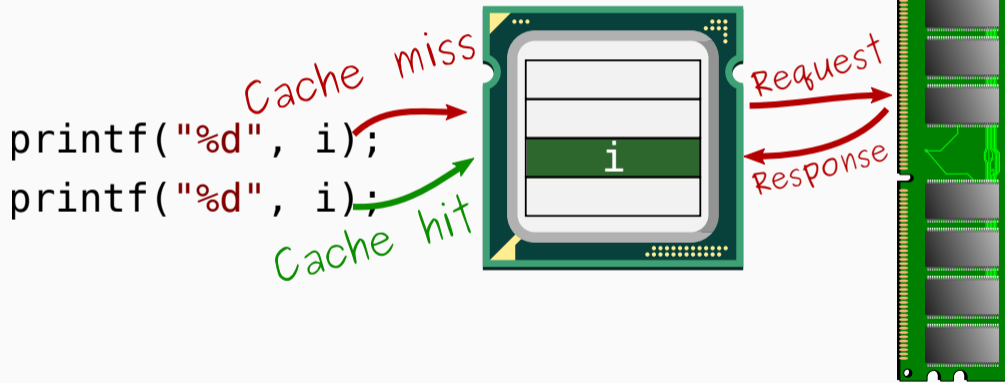 Cache miss
printf("%d", i);
printf("%d", i);
Cache hit
i
Request
Response